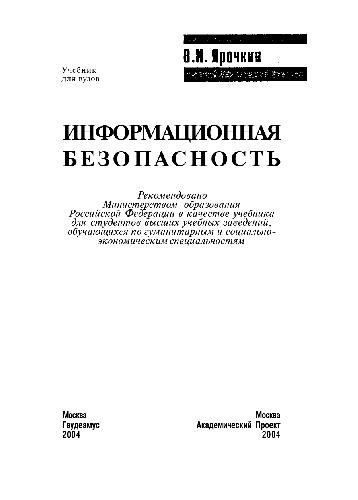 В.И. Ярочкин
Учебник
для вузов
ИНФОРМАЦИОННАЯ
БЕЗОПАСНОСТЬ
Рекомендовано
Министерством образования
Российской Федерации в качестве учебника
для студентов высших учебных заведений,
обучающихся по гуманитарным и социально-
экономическим специальностям
Москва
Гаудеамус
2004
Москва
Академический Проект
2004